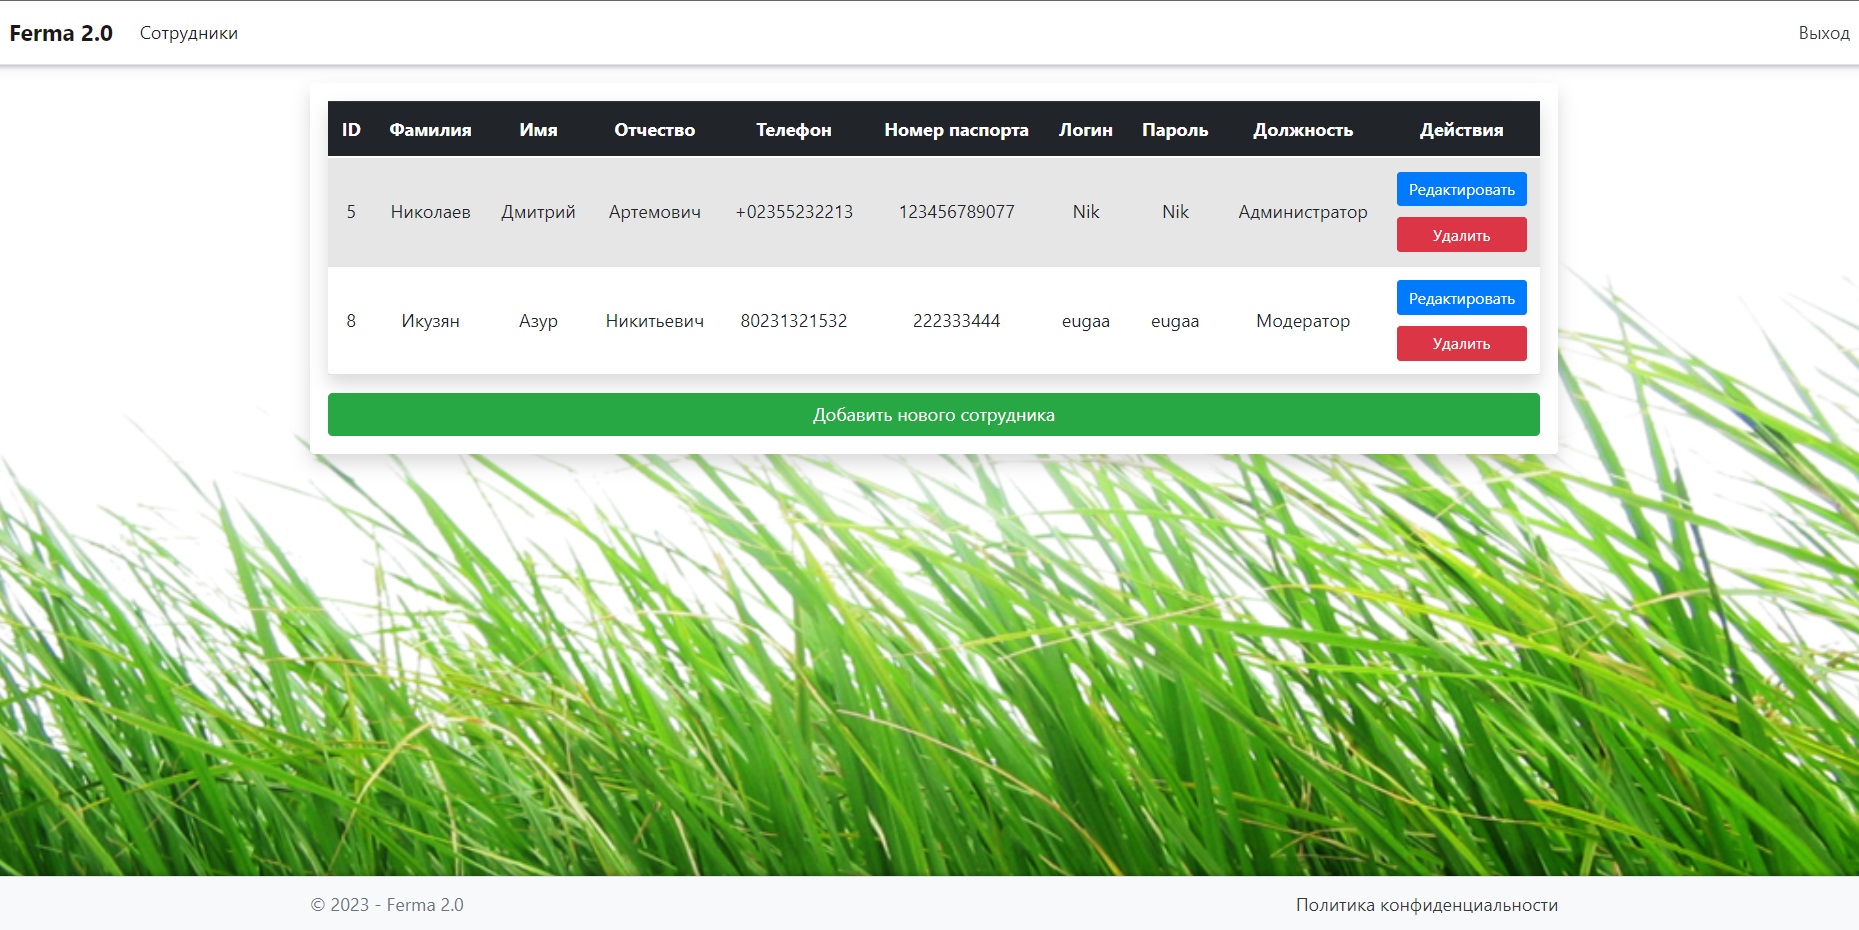 Ferma 2.0 Сотрудники Выход
ID Фамилия Имя Отчество Телефон Номер паспорта Логин Пароль Должность Действия
5 Николаев Дмитрий Артемович +02355232213 123456789077 Nik Nik Администратор Редактировать
Удалить
8 Икузян Азур Никитьевич 80231321532 222333444 eugaa eugaa Модератор Редактировать
Удалить
Добавить нового сотрудника
© 2023 - Ferma 2.0 Политика конфиденциальности